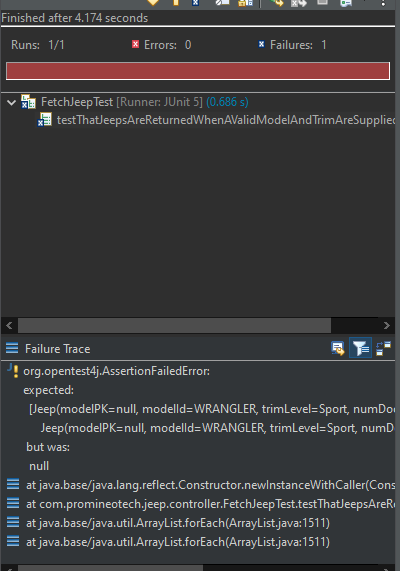 Finished after 4.174 seconds
Runs: 1/1 Errors: 0 Failures: 1
FetchJeepTest [Runner: JUnit 5] (0.686 s)
testThatJeepsAreReturnedWhenAValidModelAndTrimAreSupplied
Failure Trace
org.opentest4j.AssertionFailedError:
expected:
[Jeep(modelPK=null, modelId=WRANGLER, trimLevel=Sport, numDoo
Jeep(modelPK=null, modelId=WRANGLER, trimLevel=Sport, numD
but was:
null
at java.base/java.lang.reflect.Constructor.newInstanceWithCaller(Cons
at com.promineotech.jeep.controller.FetchJeepTest.testThatJeepsAreRe
at java.base/java.util.ArrayList.forEach(ArrayList.java:1511)
at java.base/java.util.ArrayList.forEach(ArrayList.java:1511)